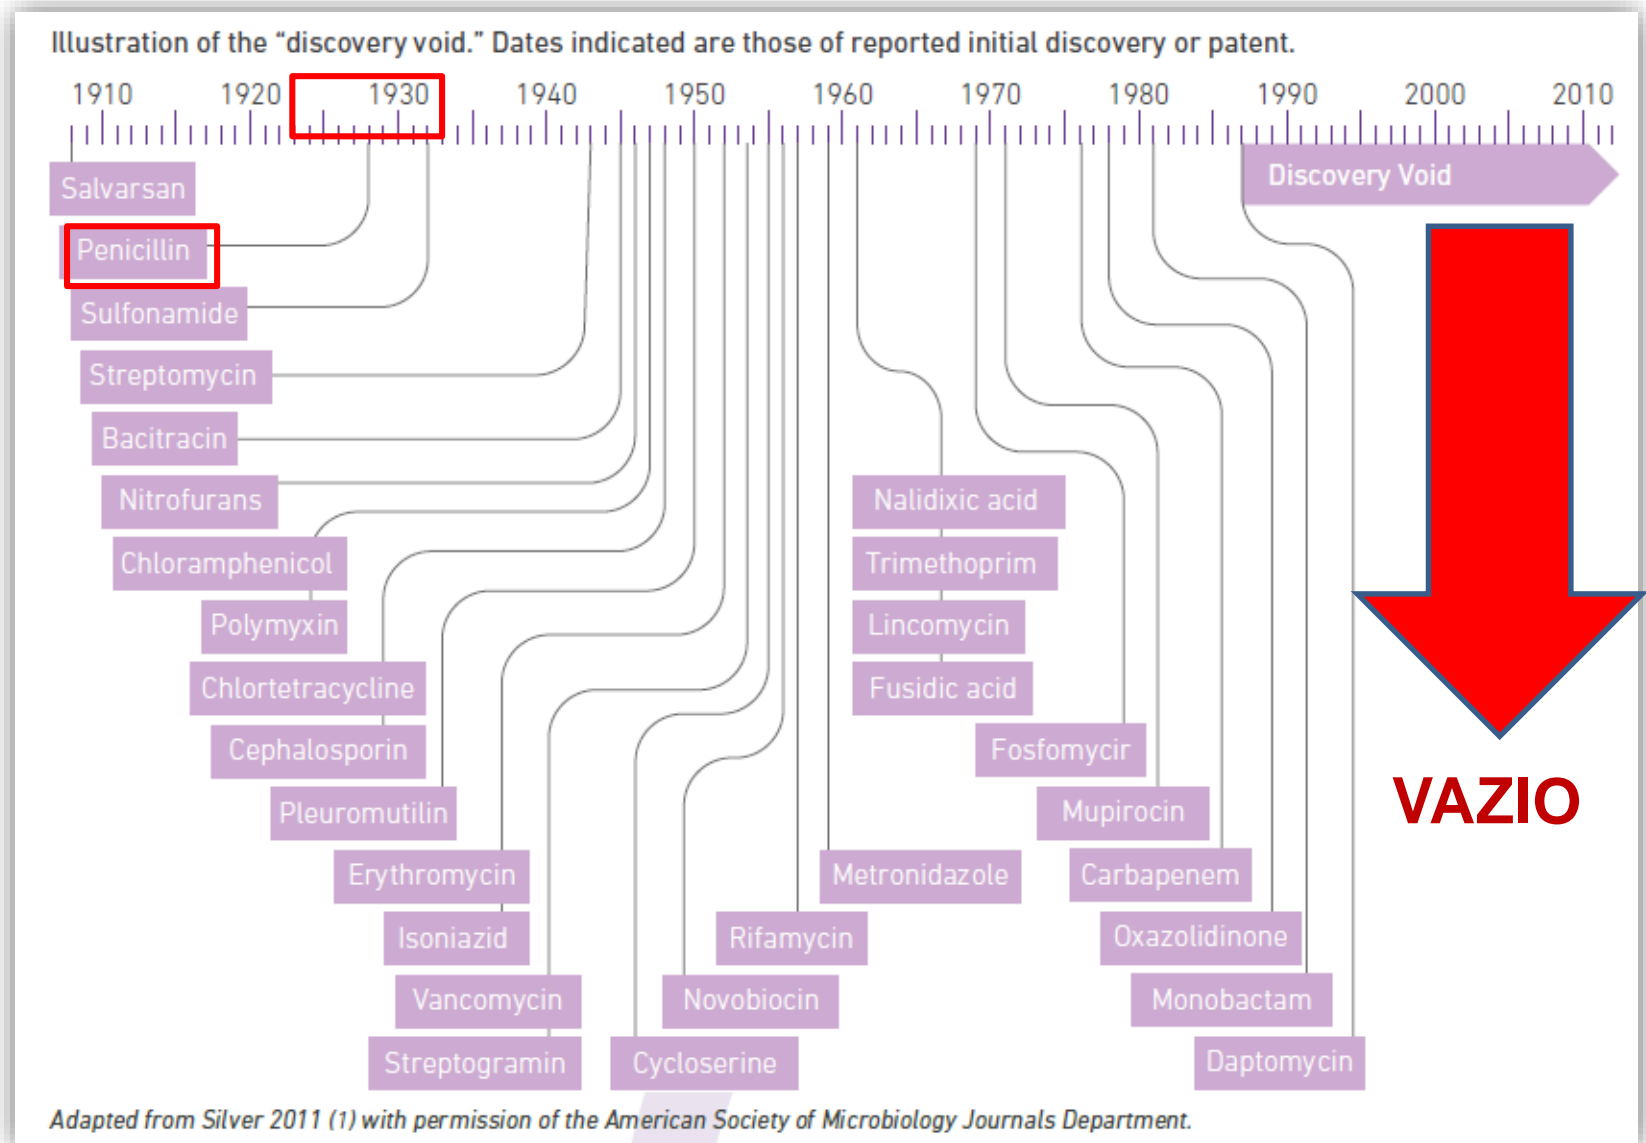 Illustration of the “discovery void.” Dates indicated are those of reported initial discovery or patent.
1910 1920 1930 1940 1950 1960 1970 1980 1990 2000 2010
Salvarsan
Discovery Void
Penicillin
Sulfonamide
Streptomycin
Bacitracin
Nitrofurans
Nalidixic acid
Chloramphenicol
Trimethoprim
Polymyxin
Lincomycin
Chlortetracycline
Fusidic acid
Cephalosporin
Fosfomycir
Pleuromutilin
Mupirocin
VAZIO
Erythromycin
Metronidazole
Carbapenem
Isoniazid
Rifamycin
Oxazolidinone
Vancomycin
Novobiocin
Monobactam
Streptogramin
Cycloserine
Daptomycin
Adapted from Silver 2011 (1) with permission of the American Society of Microbiology Journals Department.